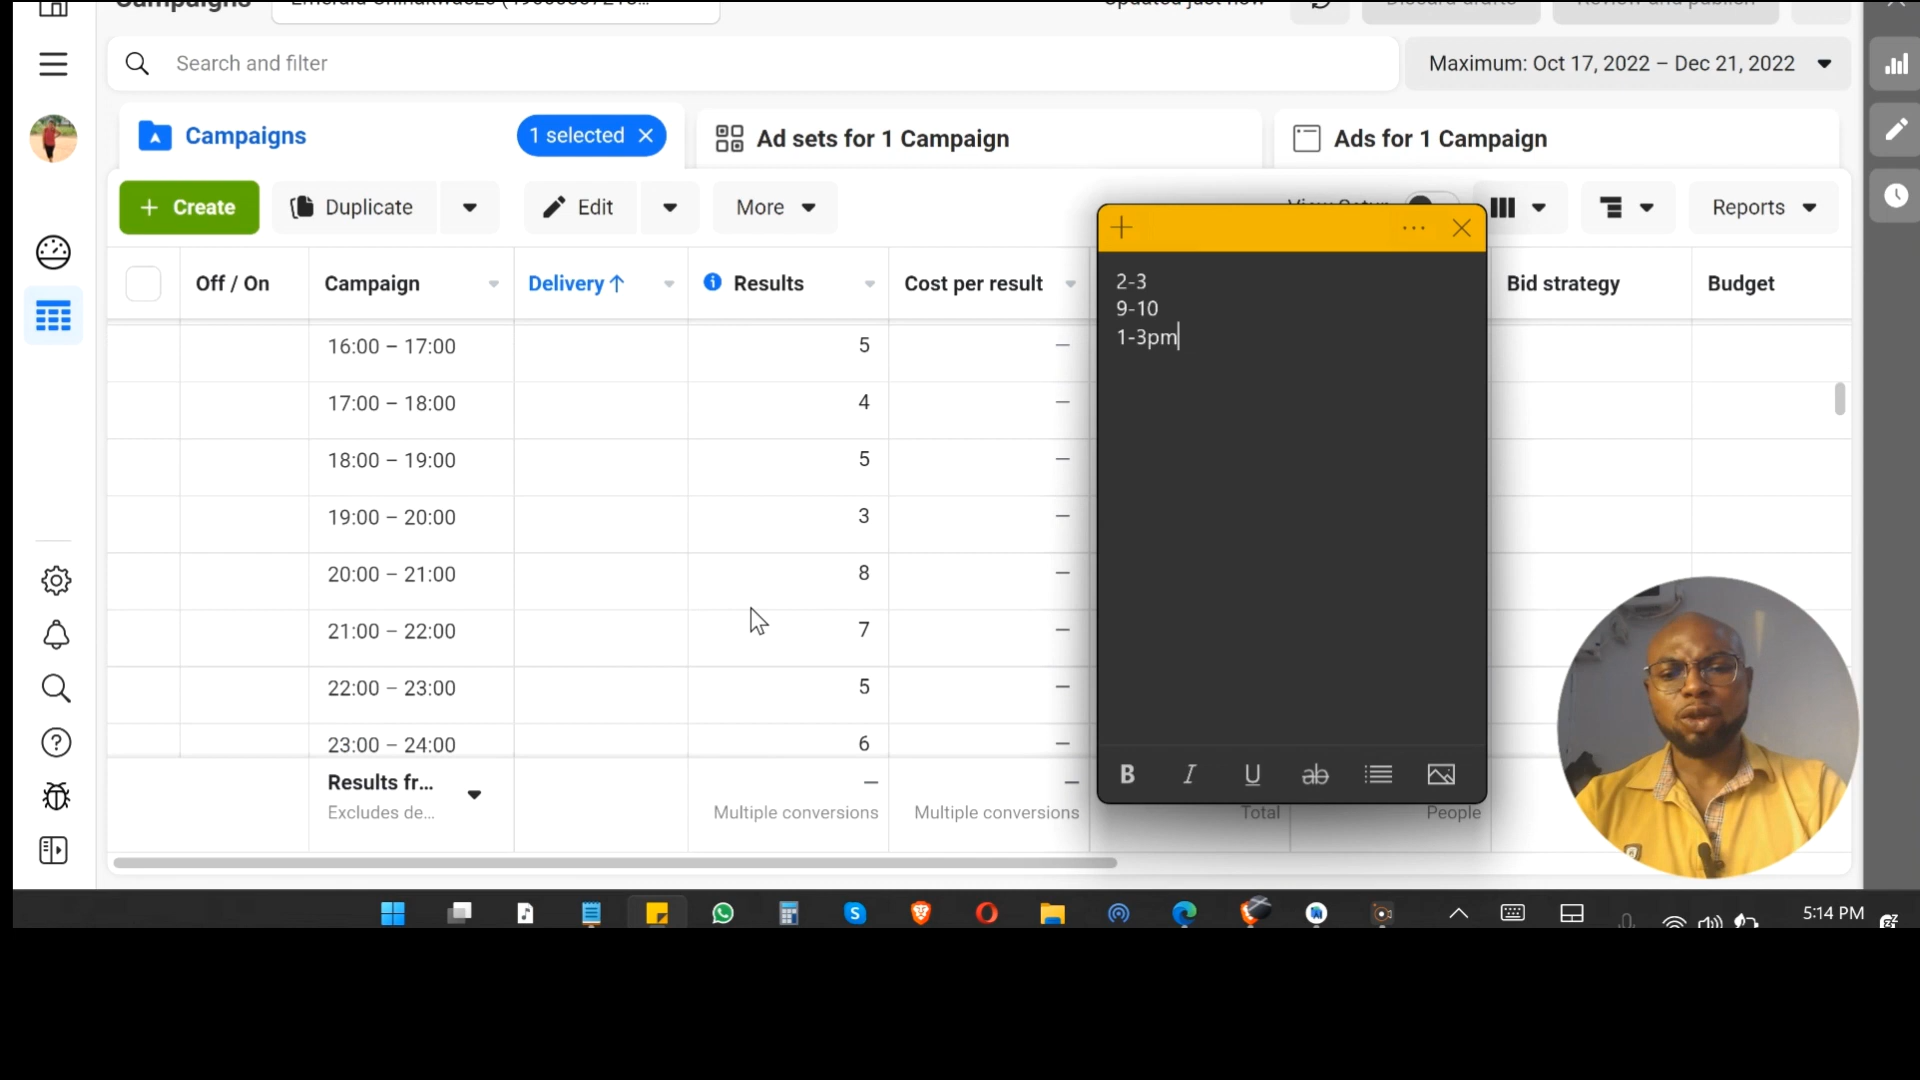 Maximum: Oct 17, 2022 – Dec 21, 2022
Search and filter
Campaigns
1 selected
Ad sets for 1 Campaign
Ads for 1 Campaign
+ Create
Duplicate
Edit
More
Reports
Off / On
Campaign
Delivery ↑
Results
Cost per result
Bid strategy
Budget
16:00 – 17:00 5 —
17:00 – 18:00 4 —
18:00 – 19:00 5 —
19:00 – 20:00 3 —
20:00 – 21:00 8 —
21:00 – 22:00 7 —
22:00 – 23:00 5 —
23:00 – 24:00 6 —
Results fr... — —
Excludes de... Multiple conversions Multiple conversions Total People
2-3
9-10
1-3pm
B I U ab
5:14 PM